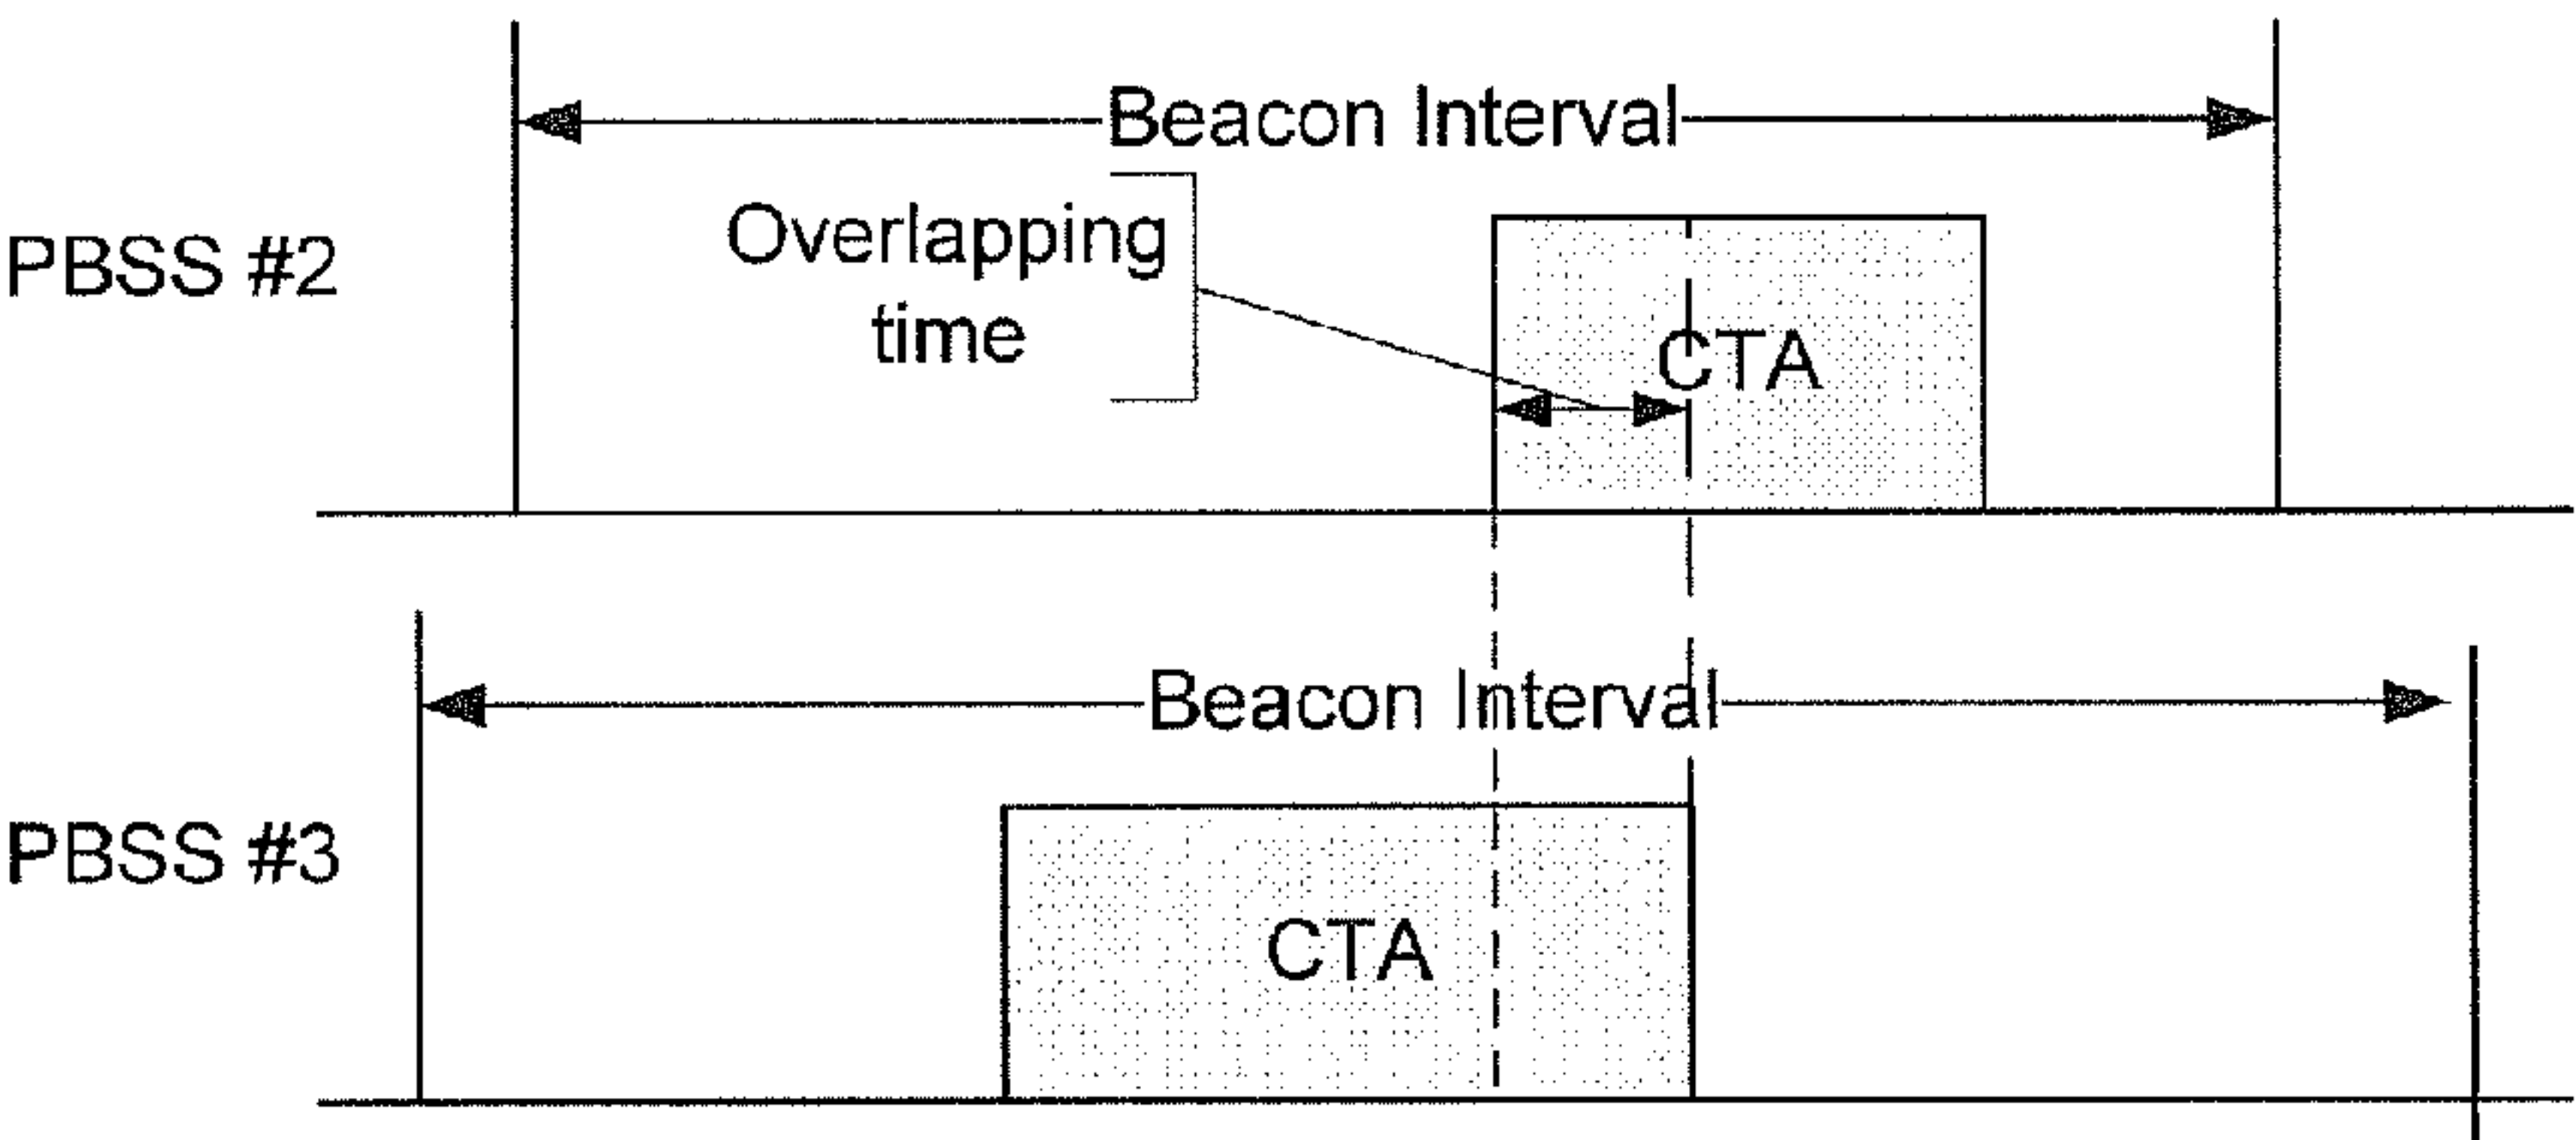 Beacon Interval
Overlapping
time
PBSS #2
CTA
Beacon Interval
PBSS #3
CTA